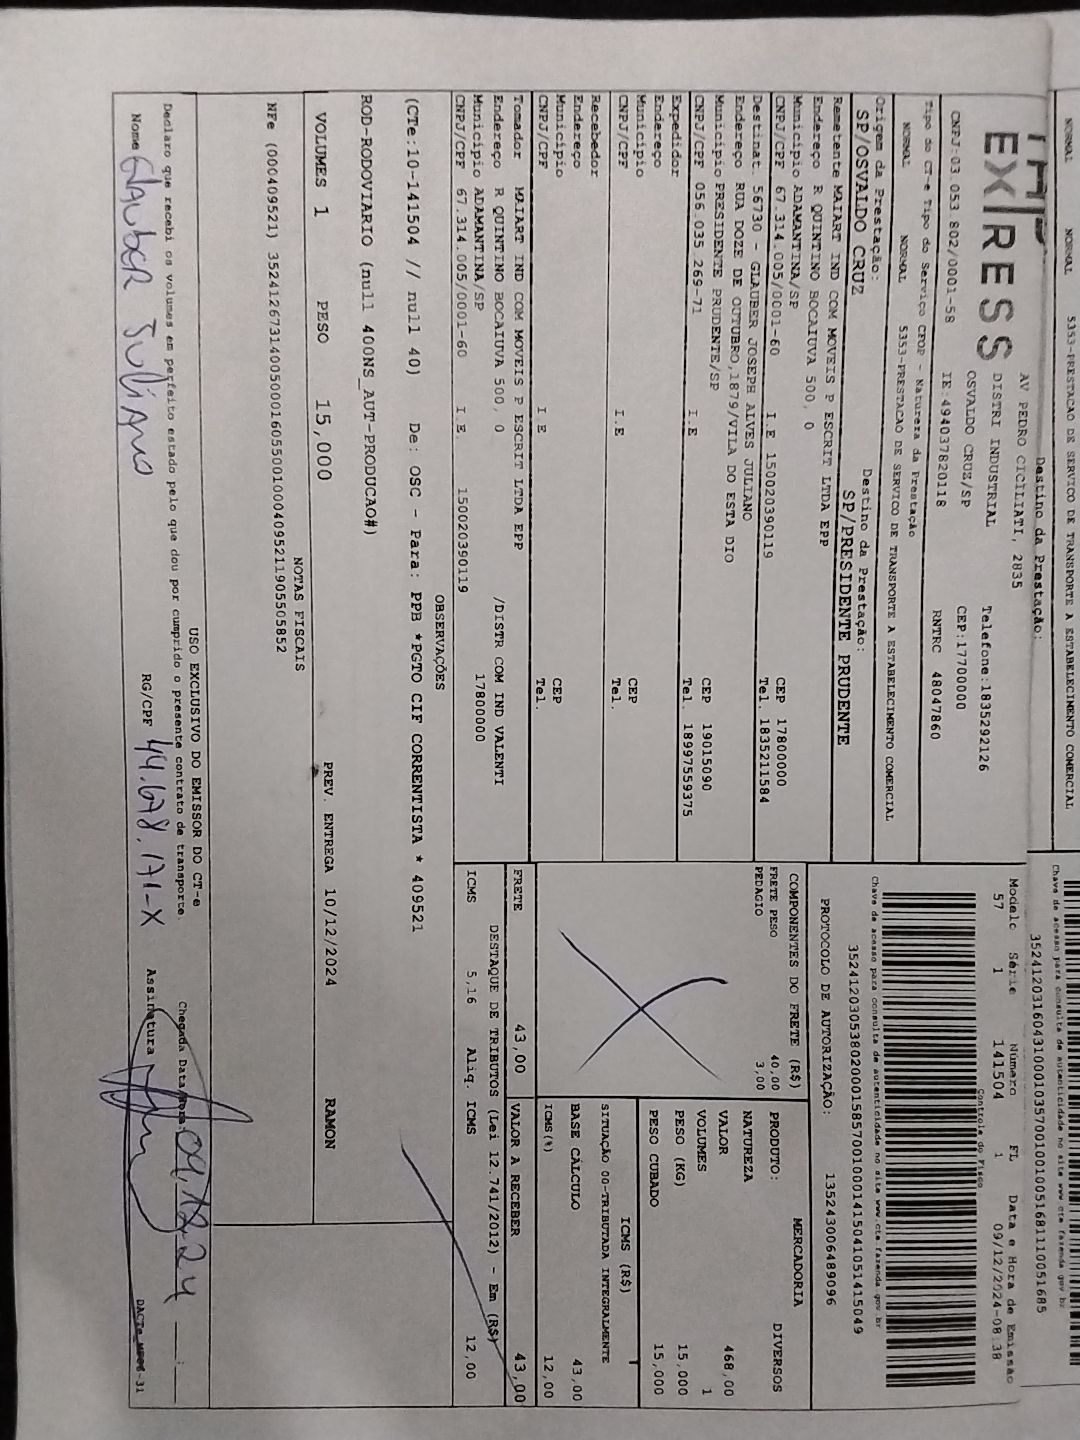 NORMAL NORMAL 5353-PRESTACAO DE SERVICO DE TRANSPORTE A ESTABELECIMENTO COMERCIAL
Destino da Prestação:
Chave de acesso para consulta de autenticidade no site www.cte.fazenda.gov.br
EXPRESS
AV PEDRO CICILIATI, 2835
DISTRI INDUSTRIAL Telefone:1835292126
OSVALDO CRUZ/SP CEP:17700000
CNPJ:03.053.802/0001-58 IE:494037820118 RNTRC 48047860
Modelo Série Número FL Data e Hora de Emissão
57 1 141504 1 09/12/2024-08:38
Controle do Fisco
Tipo do CT-e Tipo do Serviço CFOP - Natureza da Prestação
NORMAL NORMAL 5353-PRESTACAO DE SERVICO DE TRANSPORTE A ESTABELECIMENTO COMERCIAL
Chave de acesso para consulta de autenticidade no site www.cte.fazenda.gov.br
Origem da Prestação: Destino da Prestação:
SP/OSVALDO CRUZ SP/PRESIDENTE PRUDENTE
PROTOCOLO DE AUTORIZAÇÃO: 135243006489096
Remetente MAIART IND COM MOVEIS P ESCRIT LTDA EPP
Endereço R QUINTINO BOCAIUVA 500, 0
Município ADAMANTINA/SP CEP 17800000
CNPJ/CPF 67.314.005/0001-60 I.E 150020390119 Tel. 1835211584
Destinat. 56730 - GLAUBER JOSEPH ALVES JULIANO
Endereço RUA DOZE DE OUTUBRO,1879/VILA DO ESTA DIO
Município PRESIDENTE PRUDENTE/SP CEP 19015090
CNPJ/CPF 056.035.269-71 I.E Tel. 18997559375
Expedidor
Endereço
Município CEP
CNPJ/CPF I.E Tel.
Recebedor
Endereço
Município CEP
CNPJ/CPF I.E Tel.
Tomador MAIART IND COM MOVEIS P ESCRIT LTDA EPP
Endereço R QUINTINO BOCAIUVA 500, 0 /DISTR COM IND VALENTI
Município ADAMANTINA/SP 17800000
CNPJ/CPF 67.314.005/0001-60 I.E. 150020390119
COMPONENTES DO FRETE (R$)
FRETE PESO 40,00
PEDAGIO 3,00
MERCADORIA
PRODUTO: DIVERSOS
NATUREZA
VALOR 468,00
VOLUMES 1
PESO (KG) 15,000
PESO CUBADO 15,000
ICMS (R$)
SITUAÇÃO 00-TRIBUTADA INTEGRALMENTE
BASE CÁLCULO 43,00
ICMS(%) 12,00
FRETE 43,00 VALOR A RECEBER 43,00
DESTAQUE DE TRIBUTOS (Lei 12.741/2012) - Em (R$)
ICMS 5,16 Aliq. ICMS 12,00
OBSERVAÇÕES
(CTe:10-141504 // null 40) De: OSC - Para: PPB *PGTO CIF CORRENTISTA * 409521
ROD-RODOVIARIO (null 400NS_AUT-PRODUCAO#)
VOLUMES 1 PESO 15,000 PREV. ENTREGA 10/12/2024 RAMON
NOTAS FISCAIS
USO EXCLUSIVO DO EMISSOR DO CT-e
Declaro que recebi os volumes em perfeito estado pelo que dou por cumprido o presente contrato de transporte.
Chegada Data/Hora: 09,12,24 __:__
Nome Glauber Juliano RG/CPF 44.678.171-X Assinatura